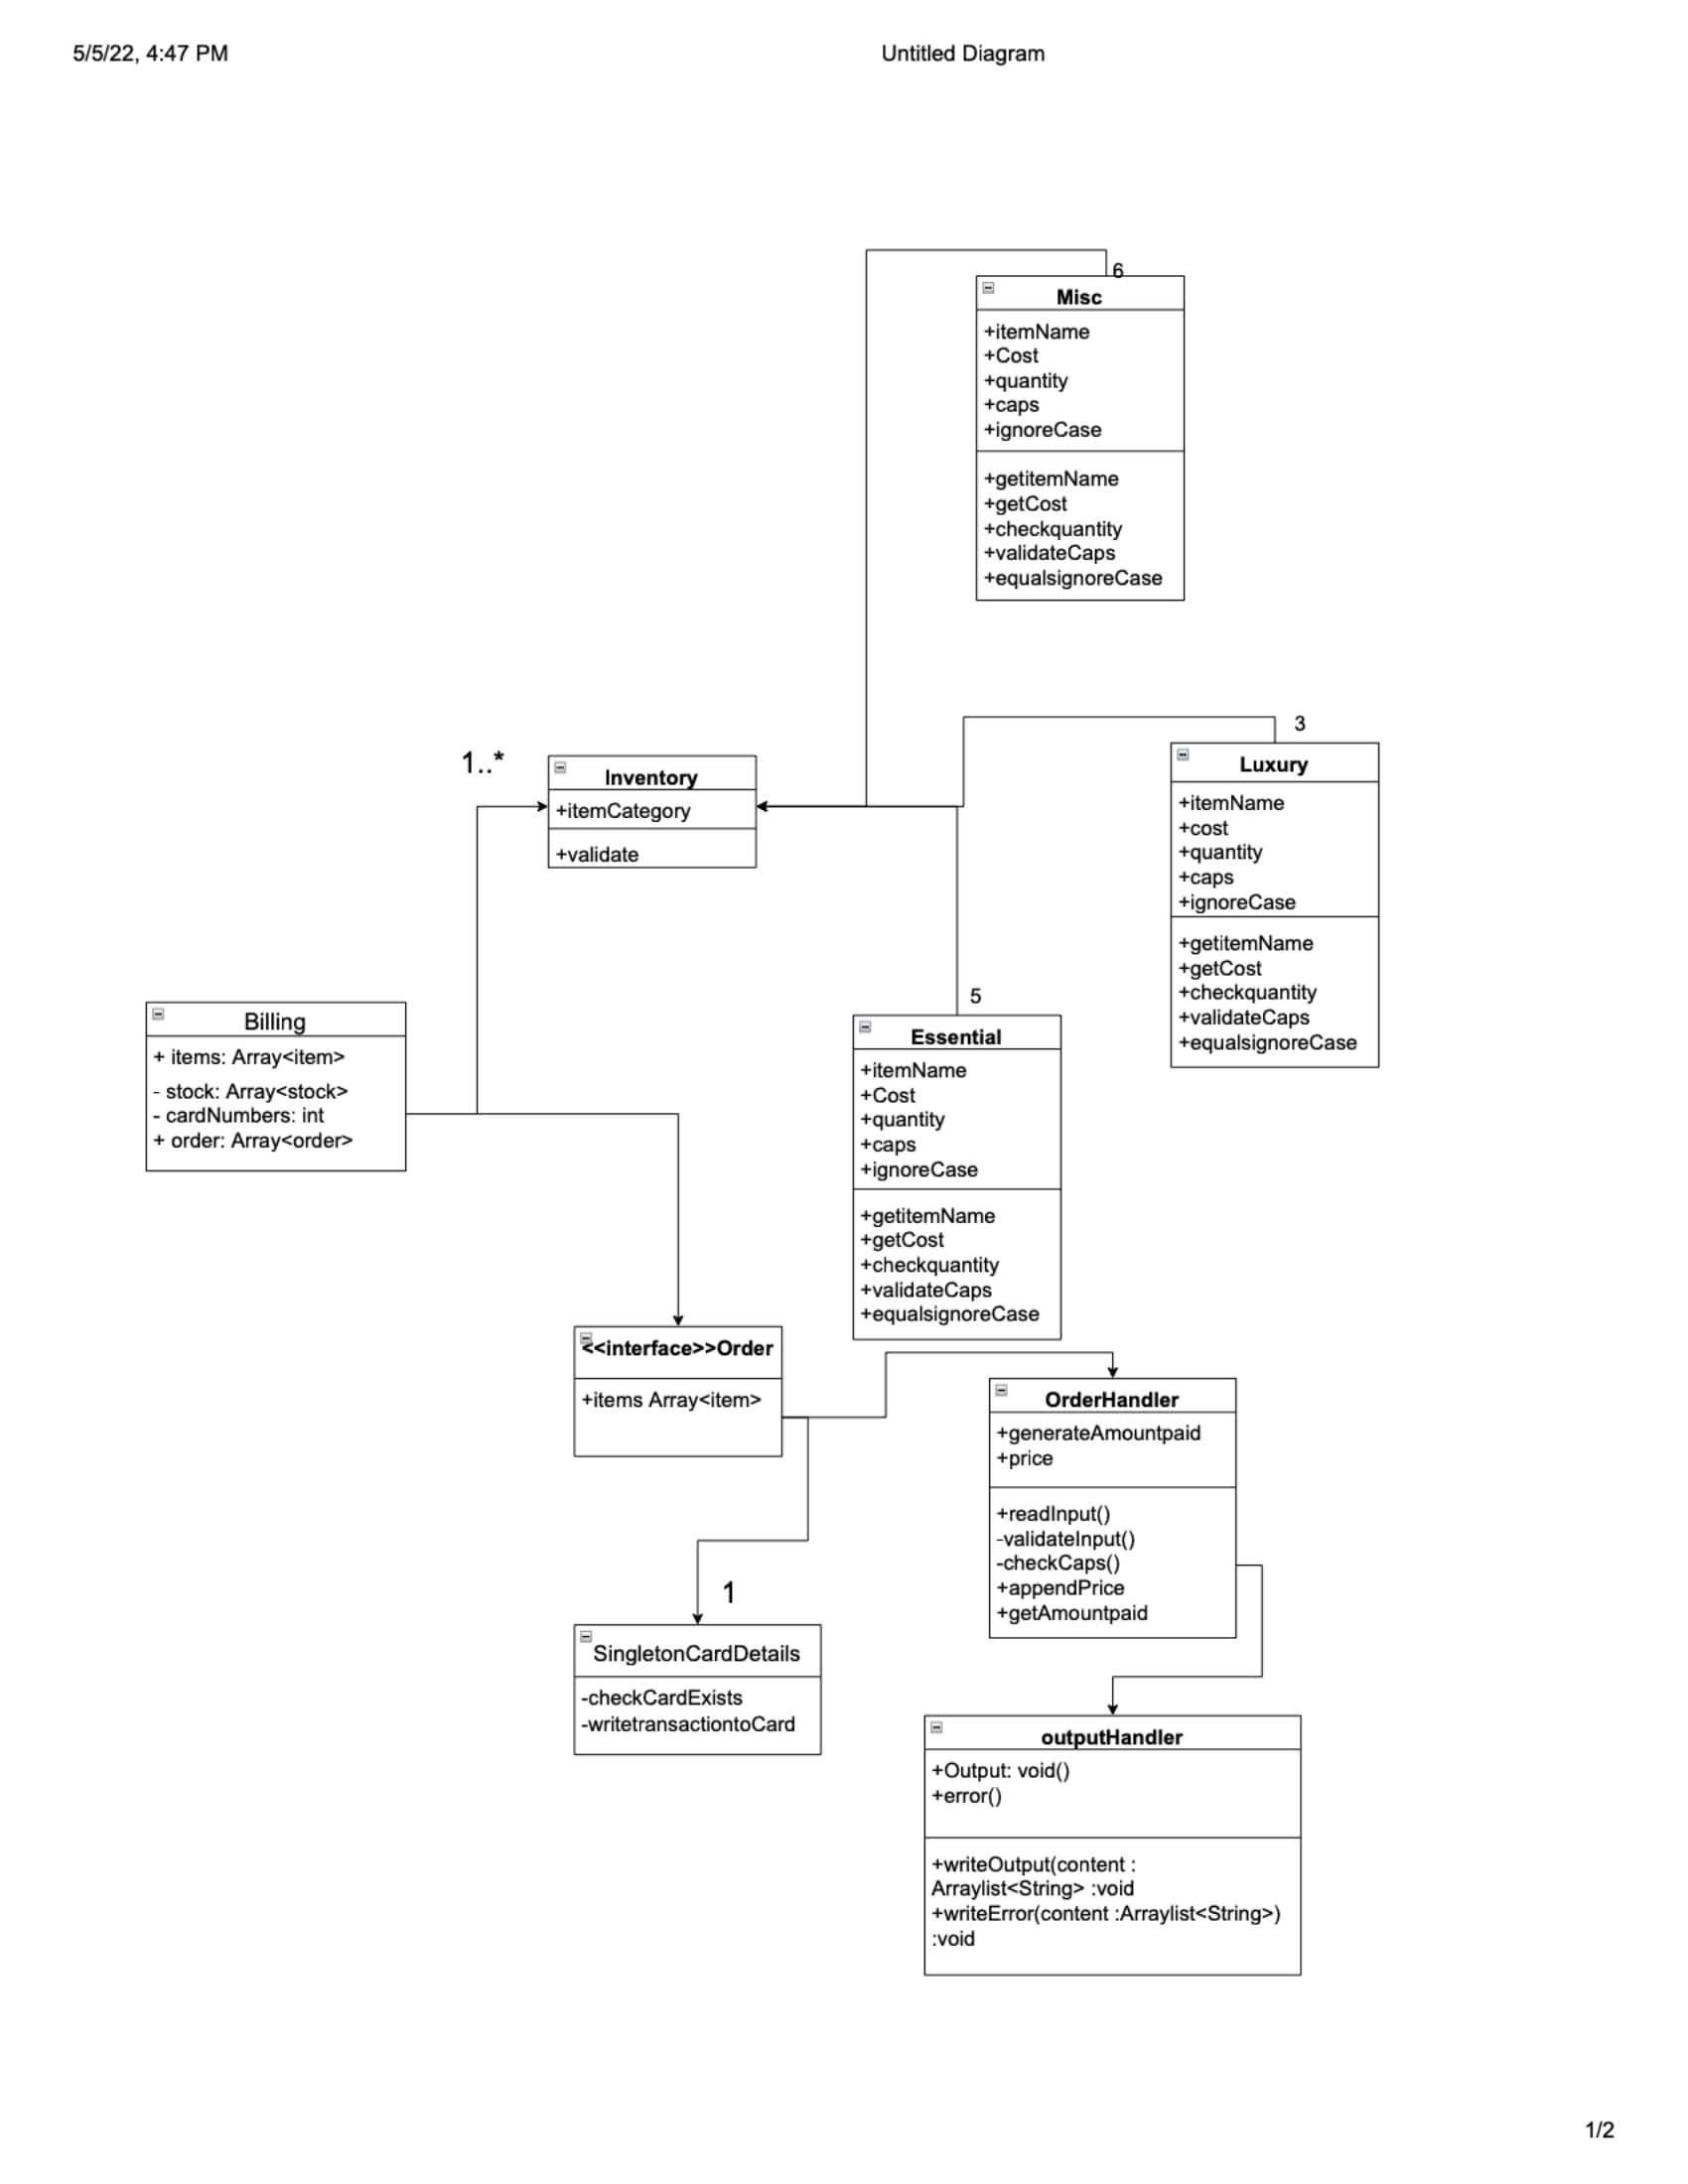 5/5/22, 4:47 PM
Untitled Diagram
6
Misc
+itemName
+Cost
+quantity
+caps
+ignoreCase
+getitemName
+getCost
+checkquantity
+validateCaps
+equalsignoreCase
3
Luxury
+itemName
+cost
+quantity
+caps
+ignoreCase
+getitemName
+getCost
+checkquantity
+validateCaps
+equalsignoreCase
1..*
Inventory
+itemCategory
+validate
Billing
+ items: Array<item>
- stock: Array<stock>
- cardNumbers: int
+ order: Array<order>
5
Essential
+itemName
+Cost
+quantity
+caps
+ignoreCase
+getitemName
+getCost
+checkquantity
+validateCaps
+equalsignoreCase
<<interface>>Order
+items Array<item>
OrderHandler
+generateAmountpaid
+price
+readInput()
-validateInput()
-checkCaps()
+appendPrice
+getAmountpaid
1
SingletonCardDetails
-checkCardExists
-writetransactiontoCard
outputHandler
+Output: void()
+error()
+writeOutput(content :
Arraylist<String> :void
+writeError(content :Arraylist<String>)
:void
1/2